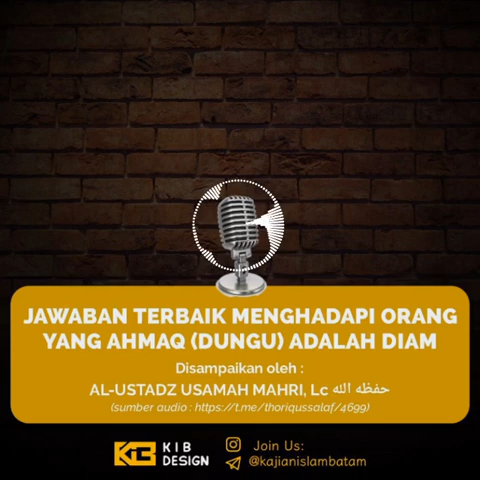 JAWABAN TERBAIK MENGHADAPI ORANG
YANG AHMAQ (DUNGU) ADALAH DIAM
Disampaikan oleh :
AL-USTADZ USAMAH MAHRI, Lc حفظه الله
(sumber audio : https://t.me/thoriqussalaf/4699)
KIB
KIB
DESIGN
Join Us:
@kajianislambatam